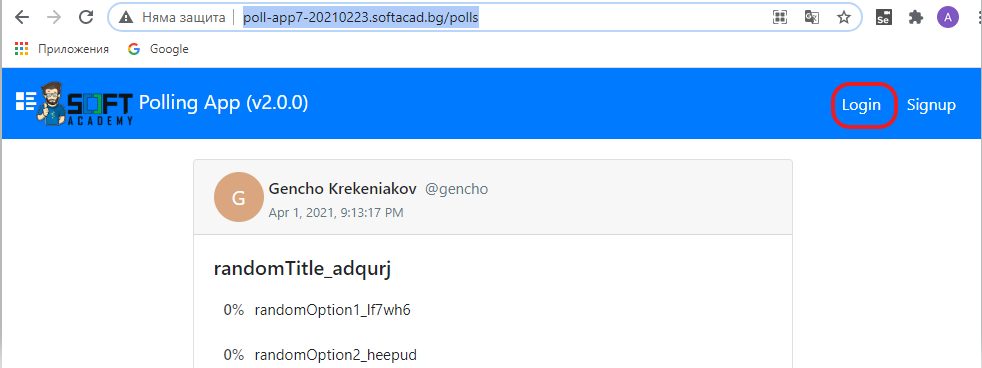 Няма защита poll-app7-20210223.softacad.bg/polls
Se
A
Приложения Google
SOFT ACADEMY Polling App (v2.0.0) Login Signup
G
Gencho Krekeniakov @gencho
Apr 1, 2021, 9:13:17 PM
randomTitle_adqurj
0% randomOption1_lf7wh6
0% randomOption2_heepud